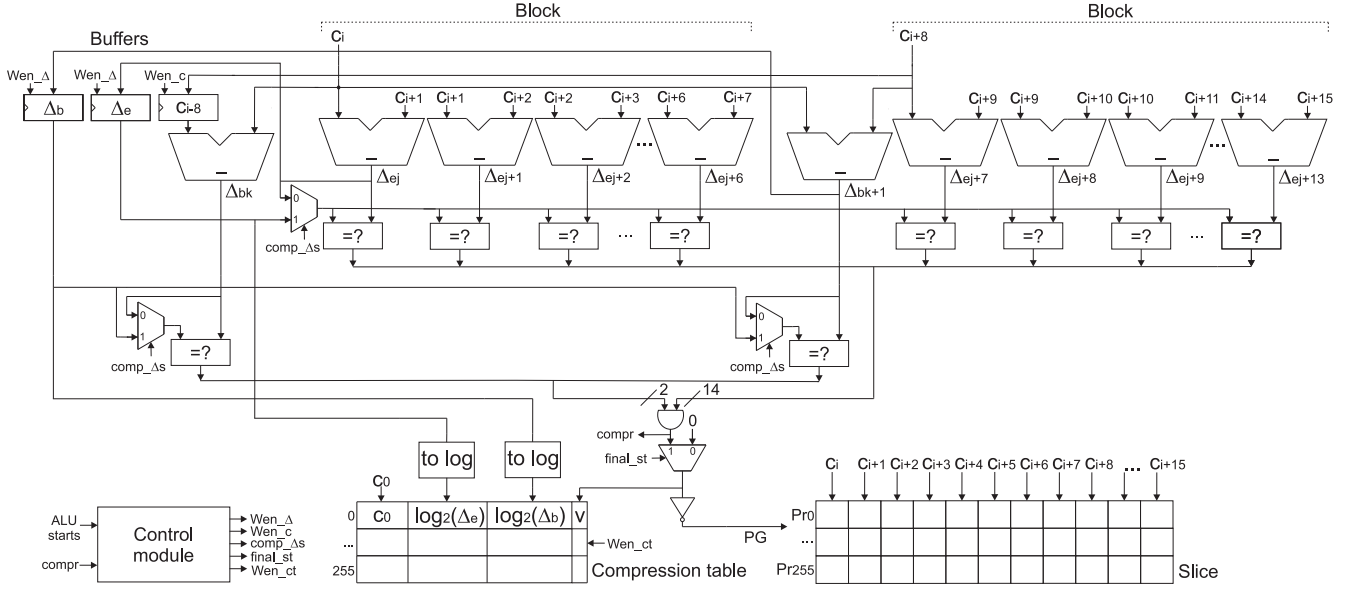 Block Block
Buffers ci ci+8
Wen_Δ Wen_Δ Wen_c
Δb Δe ci-8 ci+1 ci+1 ci+2 ci+2 ci+3 ci+6 ci+7 ci+9 ci+9 ci+10 ci+10 ci+11 ci+14 ci+15
... ...
– – – – – – – – – –
Δbk Δej Δej+1 Δej+2 Δej+6 Δbk+1 Δej+7 Δej+8 Δej+9 Δej+13
0
1
=? =? =? ... =? =? =? =? ... =?
comp_Δs
0 0
1 1
=? =?
comp_Δs comp_Δs
2 14
compr 0
1 0
final_st
to log to log
c0
ci ci+1 ci+2 ci+3 ci+4 ci+5 ci+6 ci+7 ci+8 ... ci+15
0 c0 log2(Δe) log2(Δb) v
Pr0
PG
... Wen_ct
...
255 Compression table
Pr255 Slice
ALU
starts
compr
Control
module
Wen_Δ
Wen_c
comp_Δs
final_st
Wen_ct